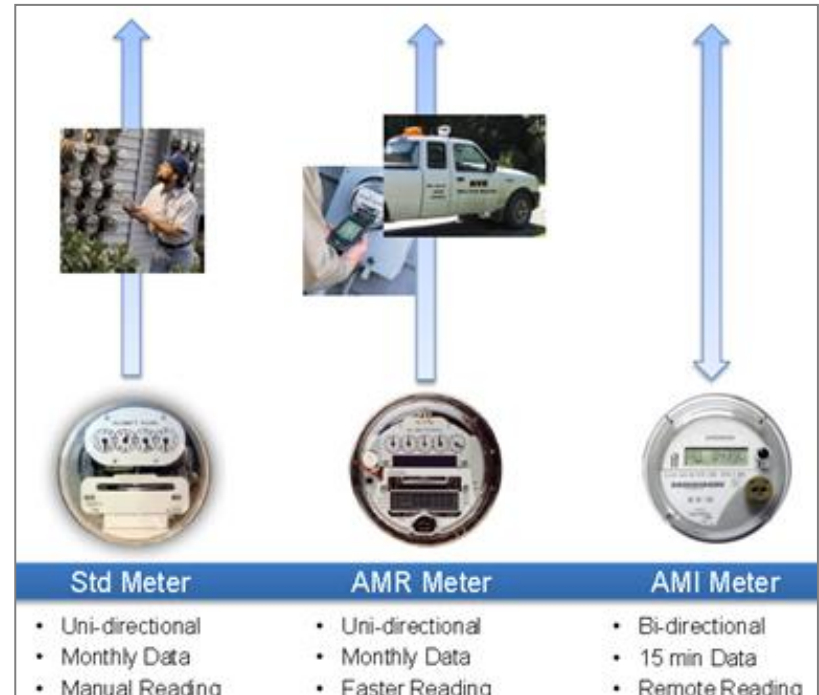 Std Meter
AMR Meter
AMI Meter
• Uni-directional
• Monthly Data
• Manual Reading
• Uni-directional
• Monthly Data
• Faster Reading
• Bi-directional
• 15 min Data
• Remote Reading